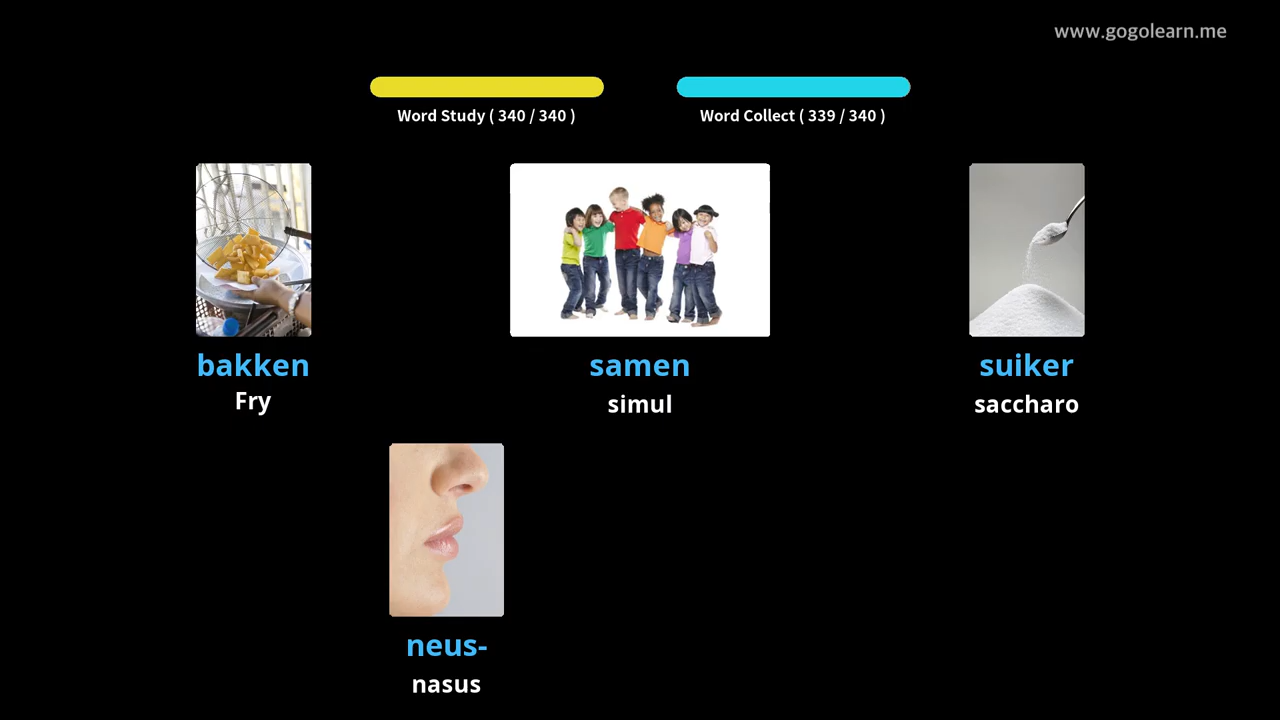 www.gogolearn.me
Word Study ( 340 / 340 )
Word Collect ( 339 / 340 )
bakken
Fry
samen
simul
suiker
saccharo
neus-
nasus